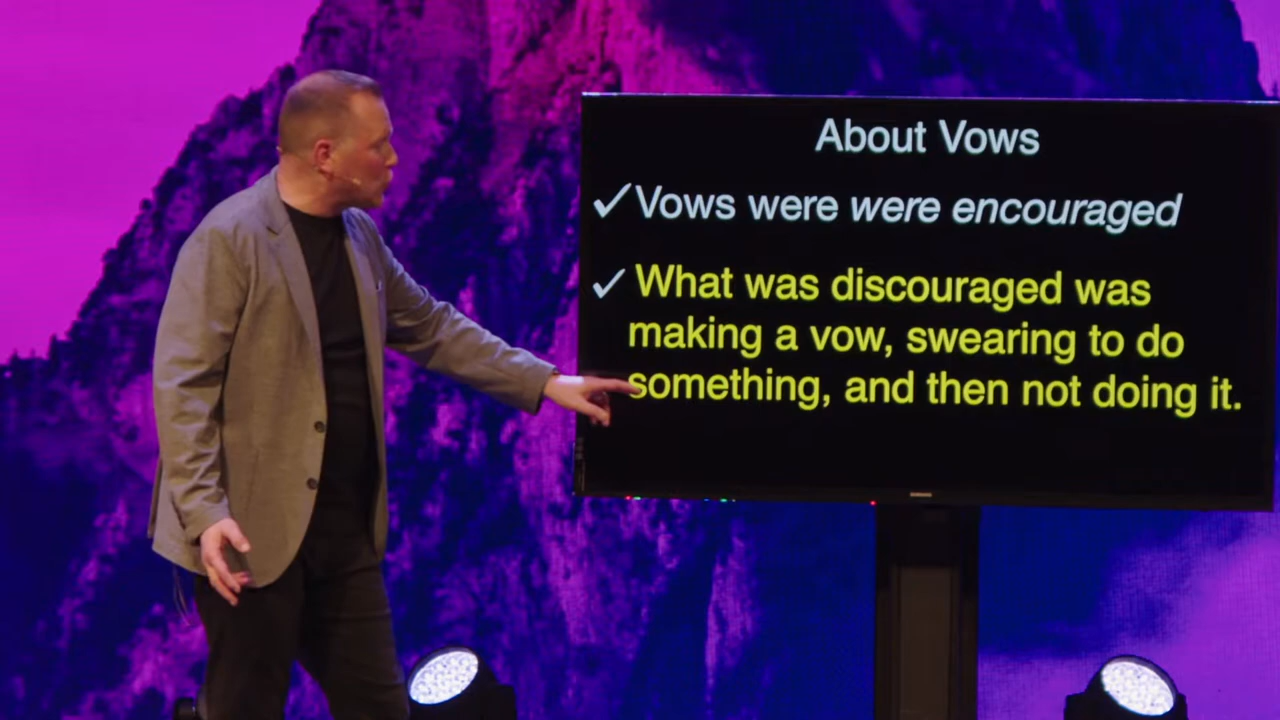 About Vows
✓Vows were were encouraged
✓ What was discouraged was
making a vow, swearing to do
something, and then not doing it.